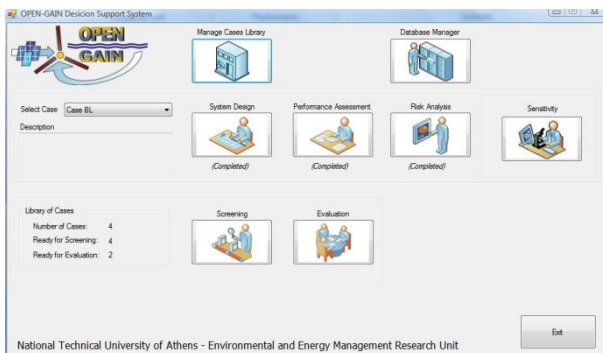 OPEN-GAIN Desicion Support System
OPEN
GAIN
Manage Cases Library
Database Manager
Select Case
Case BL
Description
System Design
Performance Assessment
Risk Analysis
Sensitivity
(Completed)
(Completed)
(Completed)
Library of Cases
Number of Cases: 4
Ready for Screening: 4
Ready for Evaluation: 2
Screening
Evaluation
Exit
National Technical University of Athens - Environmental and Energy Management Research Unit